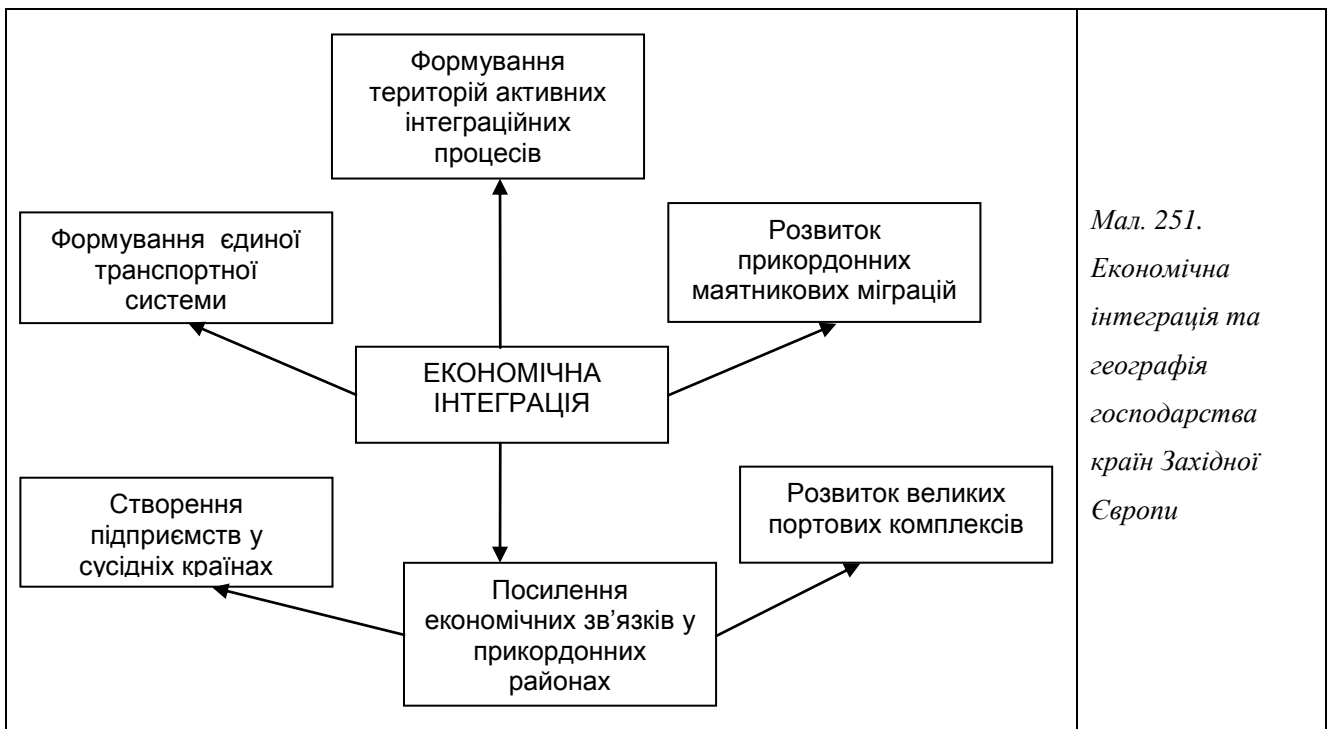 Формування
територій активних
інтеграційних
процесів
Формування єдиної
транспортної
системи
Розвиток
прикордонних
маятникових міграцій
ЕКОНОМІЧНА
ІНТЕГРАЦІЯ
Створення
підприємств у
сусідніх країнах
Розвиток великих
портових комплексів
Посилення
економічних зв’язків у
прикордонних
районах
Мал. 251.
Економічна
інтеграція та
географія
господарства
країн Західної
Європи